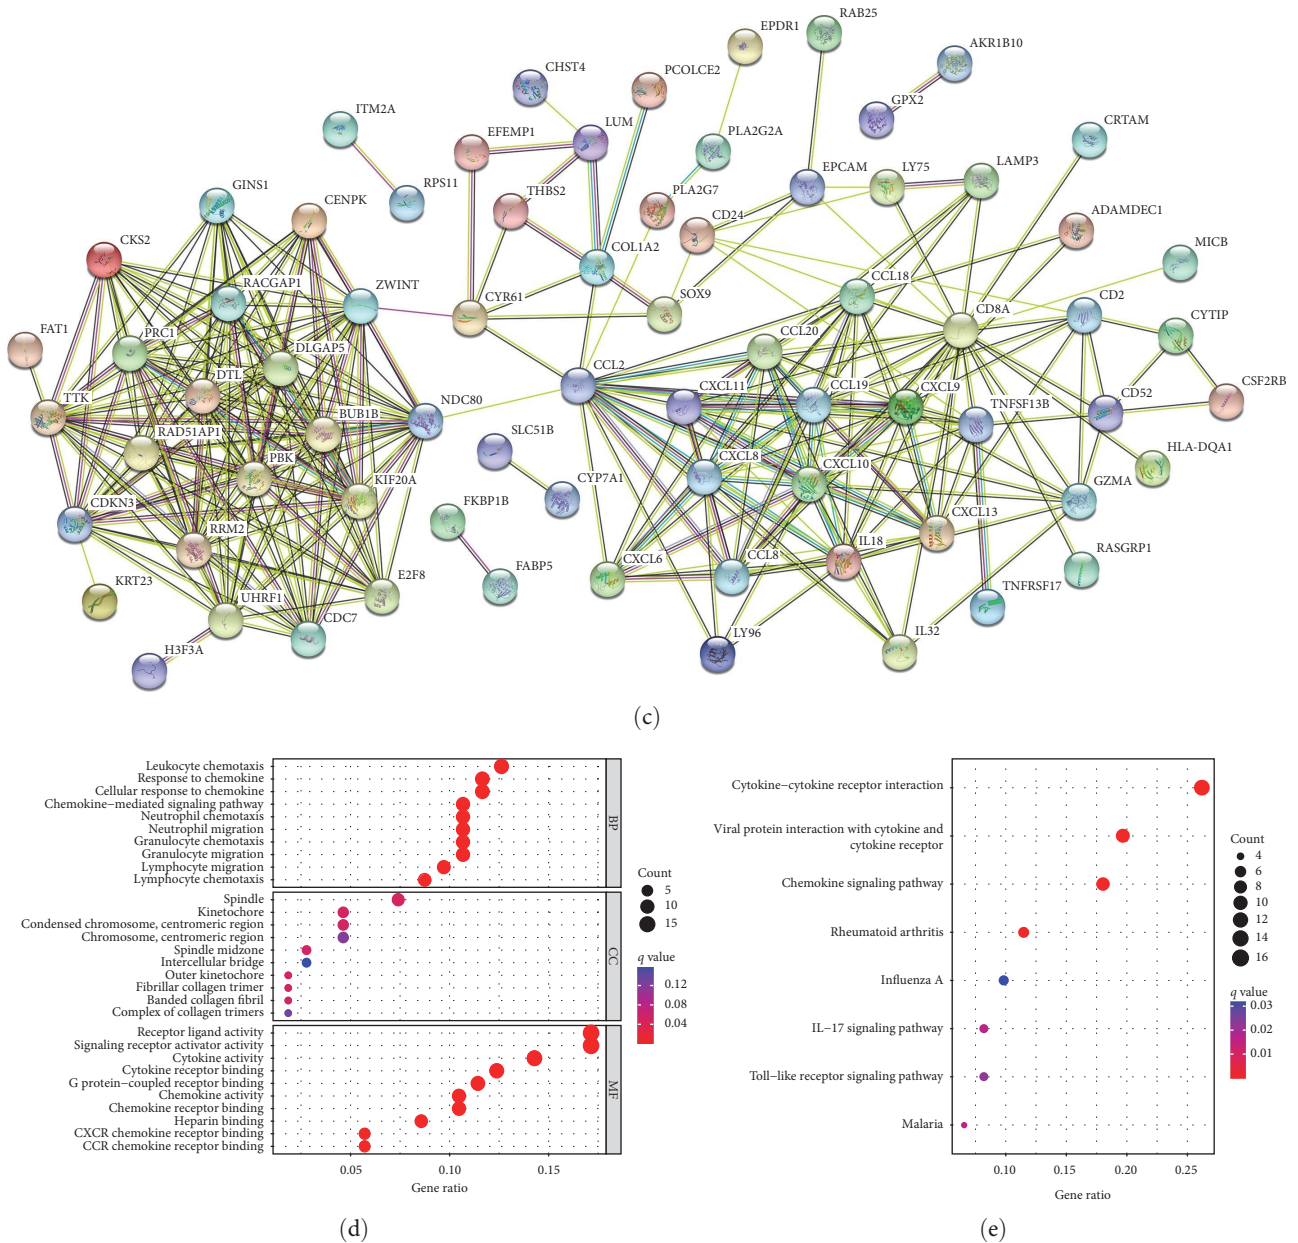 EPDR1
RAB25
AKR1B10
CHST4
PCOLCE2
GPX2
ITM2A
EFEMP1
LUM
PLA2G2A
CRTAM
RPS11
THBS2
PLA2G7
EPCAM
LY75
LAMP3
GINS1
CENPK
CD24
ADAMDEC1
CKS2
COL1A2
MICB
RACGAP1
ZWINT
CYR61
SOX9
CCL18
CD8A
CD2
CYTIP
FAT1
PRC1
DLGAP5
CCL20
DTL
CCL2
CXCL11
CCL19
CXCL9
CD52
CSF2RB
TTK
BUB1B
NDC80
TNFSF13B
RAD51AP1
SLC51B
HLA-DQA1
PBK
CXCL8
CXCL10
KIF20A
CYP7A1
GZMA
CDKN3
FKBP1B
CXCL13
RRM2
CXCL6
CCL8
IL18
RASGRP1
KRT23
E2F8
FABP5
TNFRSF17
UHRF1
CDC7
LY96
IL32
H3F3A
(c)
Leukocyte chemotaxis
Response to chemokine
Cellular response to chemokine
Chemokine−mediated signaling pathway
Neutrophil chemotaxis
Neutrophil migration
Granulocyte chemotaxis
Granulocyte migration
Lymphocyte migration
Lymphocyte chemotaxis
BP
Spindle
Kinetochore
Condensed chromosome, centromeric region
Chromosome, centromeric region
Spindle midzone
Intercellular bridge
Outer kinetochore
Fibrillar collagen trimer
Banded collagen fibril
Complex of collagen trimers
CC
Receptor ligand activity
Signaling receptor activator activity
Cytokine activity
Cytokine receptor binding
G protein−coupled receptor binding
Chemokine activity
Chemokine receptor binding
Heparin binding
CXCR chemokine receptor binding
CCR chemokine receptor binding
MF
0.05 0.10 0.15
Gene ratio
Count
5
10
15
q value
0.12
0.08
0.04
(d)
Cytokine−cytokine receptor interaction
Viral protein interaction with cytokine and
cytokine receptor
Chemokine signaling pathway
Rheumatoid arthritis
Influenza A
IL−17 signaling pathway
Toll−like receptor signaling pathway
Malaria
0.10 0.15 0.20 0.25
Gene ratio
Count
4
6
8
10
12
14
16
q value
0.03
0.02
0.01
(e)